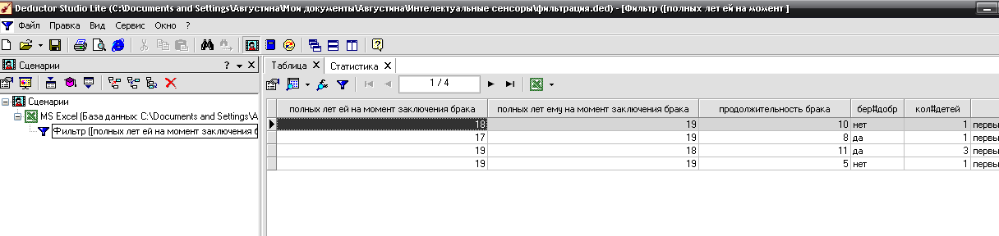 Deductor Studio Lite (C:\Documents and Settings\Августина\Мои документы\Августина\Интелектуальные сенсоры\фильтрация.ded) - [Фильтр ([полных лет ей на момент ]
Файл Правка Вид Сервис Окно ?
Сценарии ?
Таблица Статистика
1 / 4
Сценарии
MS Excel (База данных: C:\Documents and Settings\А
Фильтр ([полных лет ей на момент заключения б
полных лет ей на момент заключения брака полных лет ему на момент заключения брака продолжительность брака бер#добр кол#детей
18 19 10 нет 1 первы
17 19 8 да 1 первы
19 18 11 да 3 первы
19 19 5 нет 1 первы